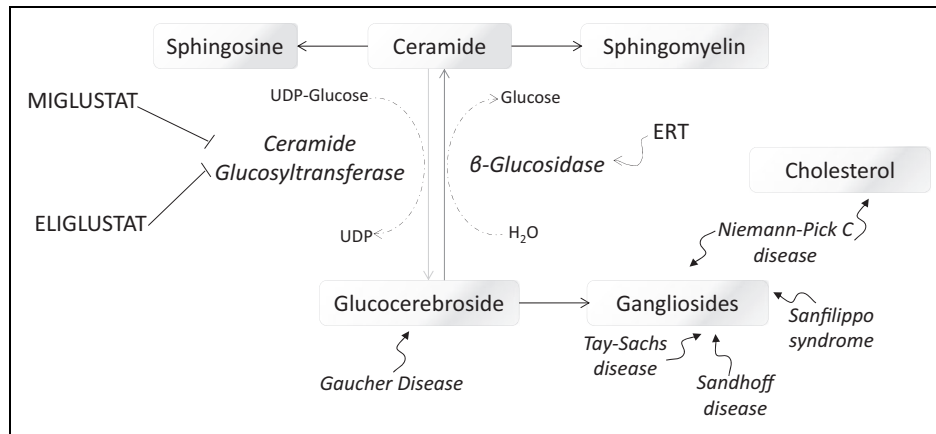 Sphingosine
Ceramide
Sphingomyelin
MIGLUSTAT
UDP-Glucose
Glucose
Ceramide
Glucosyltransferase
β-Glucosidase
ERT
Cholesterol
ELIGLUSTAT
UDP
H₂O
Niemann-Pick C
disease
Glucocerebroside
Gangliosides
Sanfilippo
syndrome
Gaucher Disease
Tay-Sachs
disease
Sandhoff
disease